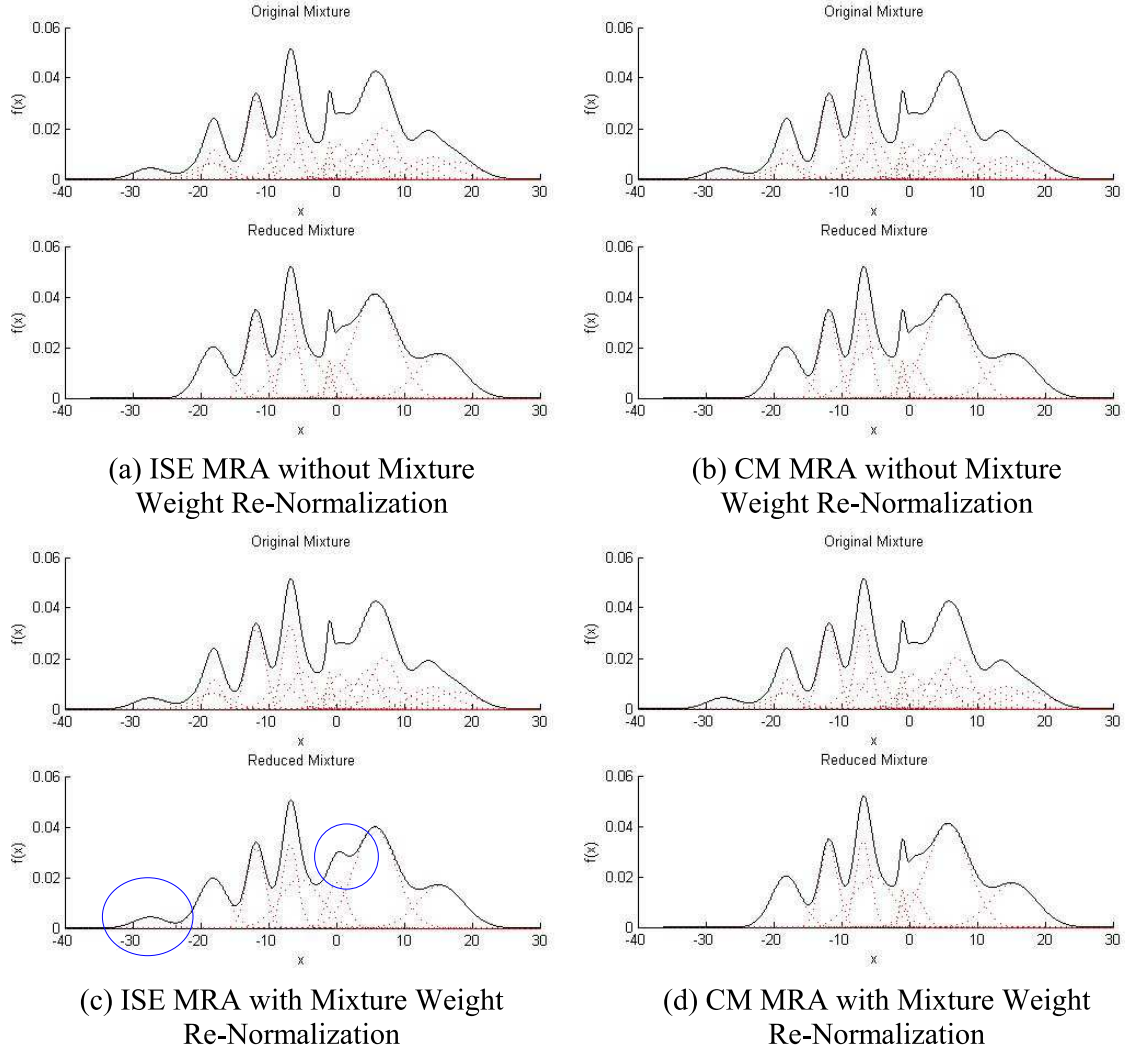 Original Mixture
0.06
0.04
0.02
0
f(x)
-40 -30 -20 -10 0 10 20 30
x
Reduced Mixture
0.06
0.04
0.02
0
f(x)
-40 -30 -20 -10 0 10 20 30
x
(a) ISE MRA without Mixture
Weight Re-Normalization
Original Mixture
0.06
0.04
0.02
0
f(x)
-40 -30 -20 -10 0 10 20 30
x
Reduced Mixture
0.06
0.04
0.02
0
f(x)
-40 -30 -20 -10 0 10 20 30
x
(b) CM MRA without Mixture
Weight Re-Normalization
Original Mixture
0.06
0.04
0.02
0
f(x)
-40 -30 -20 -10 0 10 20 30
x
Reduced Mixture
0.06
0.04
0.02
0
f(x)
-40 -30 -20 -10 0 10 20 30
x
(c) ISE MRA with Mixture Weight
Re-Normalization
Original Mixture
0.06
0.04
0.02
0
f(x)
-40 -30 -20 -10 0 10 20 30
x
Reduced Mixture
0.06
0.04
0.02
0
f(x)
-40 -30 -20 -10 0 10 20 30
x
(d) CM MRA with Mixture Weight
Re-Normalization